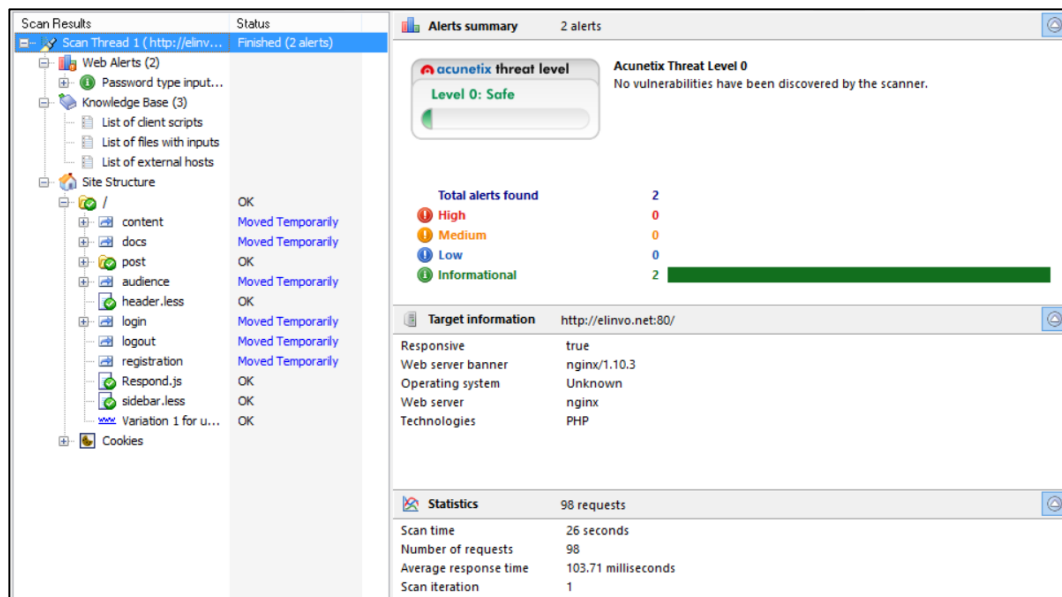 Scan Results Status
Scan Thread 1 ( http://elinv... Finished (2 alerts)
Web Alerts (2)
Password type input...
Knowledge Base (3)
List of client scripts
List of files with inputs
List of external hosts
Site Structure
/ OK
content Moved Temporarily
docs Moved Temporarily
post OK
audience Moved Temporarily
header.less OK
login Moved Temporarily
logout Moved Temporarily
registration Moved Temporarily
Respond.js OK
sidebar.less OK
Variation 1 for u... OK
Cookies
Alerts summary 2 alerts
acunetix threat level
Level 0: Safe
Acunetix Threat Level 0
No vulnerabilities have been discovered by the scanner.
Total alerts found 2
High 0
Medium 0
Low 0
Informational 2
Target information http://elinvo.net:80/
Responsive true
Web server banner nginx/1.10.3
Operating system Unknown
Web server nginx
Technologies PHP
Statistics 98 requests
Scan time 26 seconds
Number of requests 98
Average response time 103.71 milliseconds
Scan iteration 1